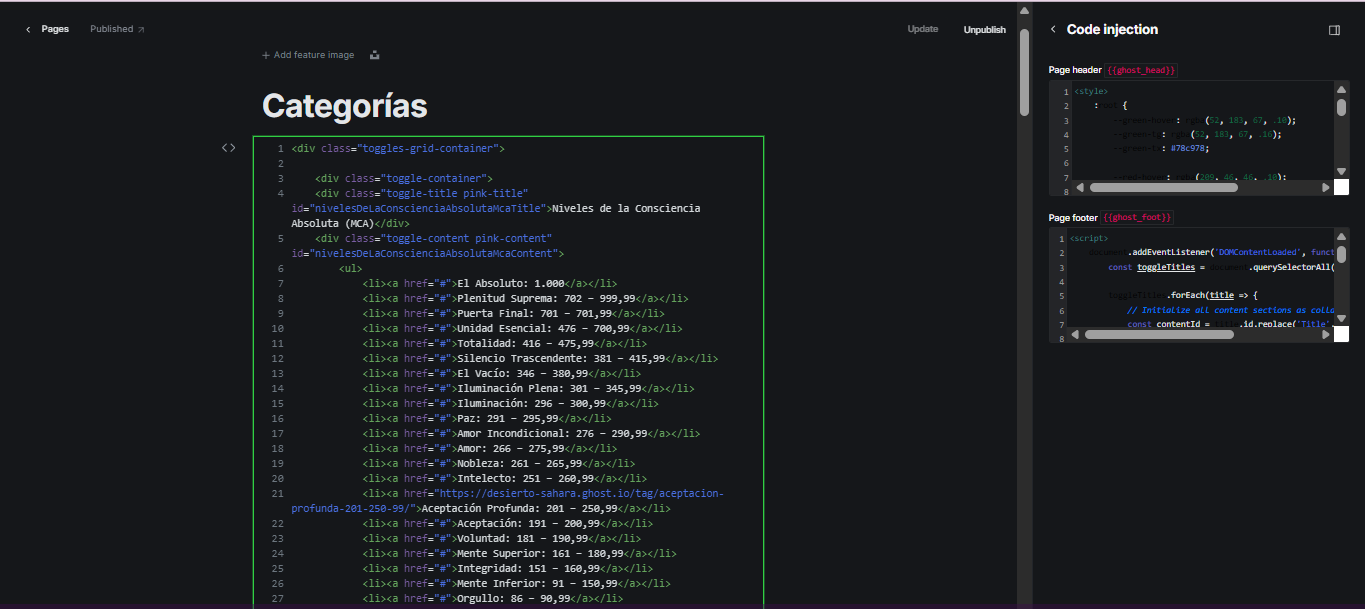 Pages
Published
Update
Unpublish
+ Add feature image
Categorías
1 <div class="toggles-grid-container">
2
3 <div class="toggle-container">
4 <div class="toggle-title pink-title"
id="nivelesDeLaConscienciaAbsolutaMcaTitle">Niveles de la Consciencia
Absoluta (MCA)</div>
5 <div class="toggle-content pink-content"
id="nivelesDeLaConscienciaAbsolutaMcaContent">
6 <ul>
7 <li><a href="#">El Absoluto: 1.000</a></li>
8 <li><a href="#">Plenitud Suprema: 702 – 999,99</a></li>
9 <li><a href="#">Puerta Final: 701 – 701,99</a></li>
10 <li><a href="#">Unidad Esencial: 476 – 700,99</a></li>
11 <li><a href="#">Totalidad: 416 – 475,99</a></li>
12 <li><a href="#">Silencio Trascendente: 381 – 415,99</a></li>
13 <li><a href="#">El Vacío: 346 – 380,99</a></li>
14 <li><a href="#">Iluminación Plena: 301 – 345,99</a></li>
15 <li><a href="#">Iluminación: 296 – 300,99</a></li>
16 <li><a href="#">Paz: 291 – 295,99</a></li>
17 <li><a href="#">Amor Incondicional: 276 – 290,99</a></li>
18 <li><a href="#">Amor: 266 – 275,99</a></li>
19 <li><a href="#">Nobleza: 261 – 265,99</a></li>
20 <li><a href="#">Intelecto: 251 – 260,99</a></li>
21 <li><a href="https://desierto-sahara.ghost.io/tag/aceptacion-
profunda-201-250-99/">Aceptación Profunda: 201 – 250,99</a></li>
22 <li><a href="#">Aceptación: 191 – 200,99</a></li>
23 <li><a href="#">Voluntad: 181 – 190,99</a></li>
24 <li><a href="#">Mente Superior: 161 – 180,99</a></li>
25 <li><a href="#">Integridad: 151 – 160,99</a></li>
26 <li><a href="#">Mente Inferior: 91 – 150,99</a></li>
27 <li><a href="#">Orgullo: 86 – 90,99</a></li>
Code injection
Page header {{ghost_head}}
1 <style>
2 :root {
3 --green-hover: rgba(52, 183, 67, .10);
4 --green-bg: rgba(52, 183, 67, .16);
5 : #78c978;
6
7 --red-hover: rgba(209, 46, 46, .10);
8
Page footer {{ghost_foot}}
1 <script>
2 document.addEventListener('DOMContentLoaded', funct
3 const toggleTitles = document.querySelectorAll(
4
5 toggleTitles.forEach(title => {
6 // Initialize all content sections as colla
7 const contentId = title.id.replace('Title'
8